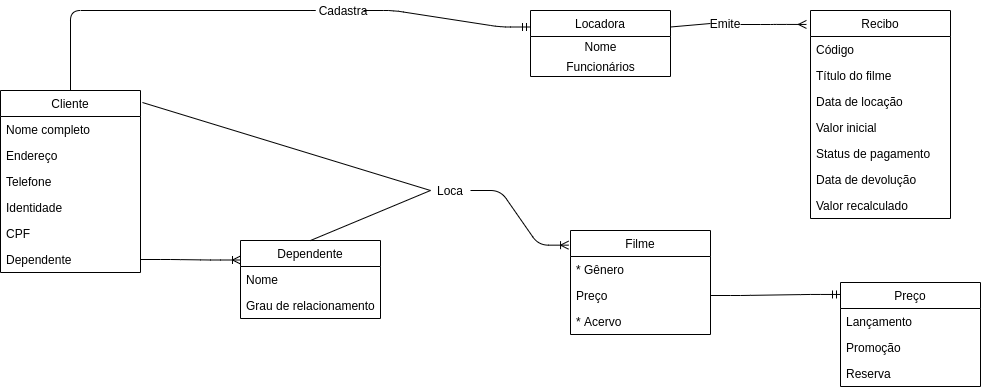 Cadastra
Locadora
Nome
Funcionários
Emite
Recibo
Código
Título do filme
Data de locação
Valor inicial
Status de pagamento
Data de devolução
Valor recalculado
Cliente
Nome completo
Endereço
Telefone
Identidade
CPF
Dependente
Loca
Dependente
Nome
Grau de relacionamento
Filme
* Gênero
Preço
* Acervo
Preço
Lançamento
Promoção
Reserva